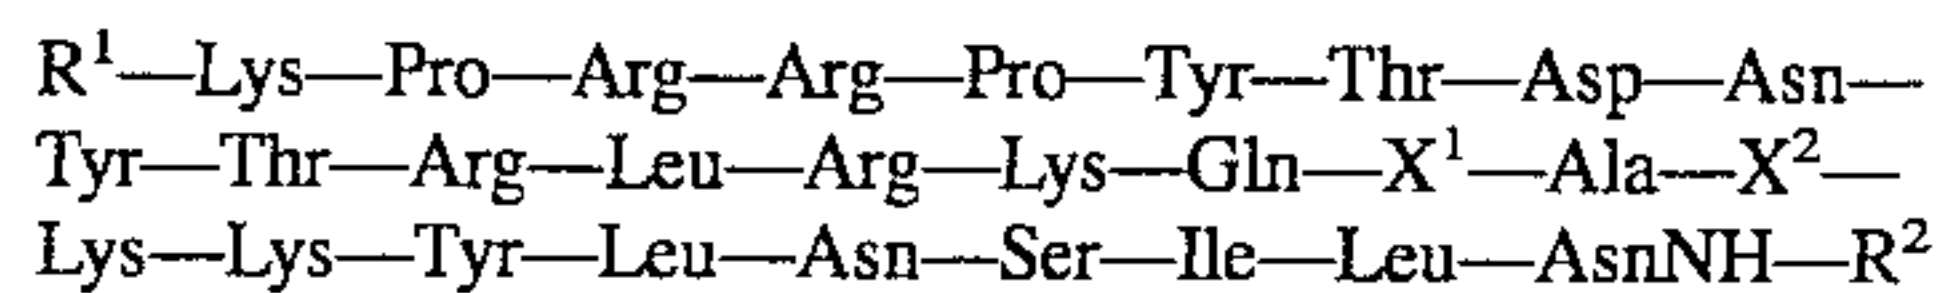 R¹—Lys—Pro—Arg—Arg—Pro—Tyr—Thr—Asp—Asn—
Tyr—Thr—Arg—Leu—Arg—Lys—Gln—X¹—Ala—X²—
Lys—Lys—Tyr—Leu—Asn—Ser—Ile—Leu—AsnNH—R²